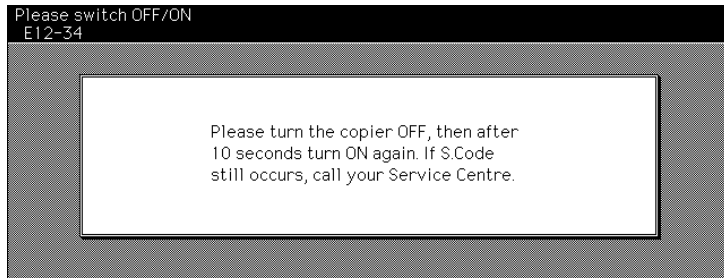 Please switch OFF/ON
E12-34
Please turn the copier OFF, then after
10 seconds turn ON again. If S.Code
still occurs, call your Service Centre.